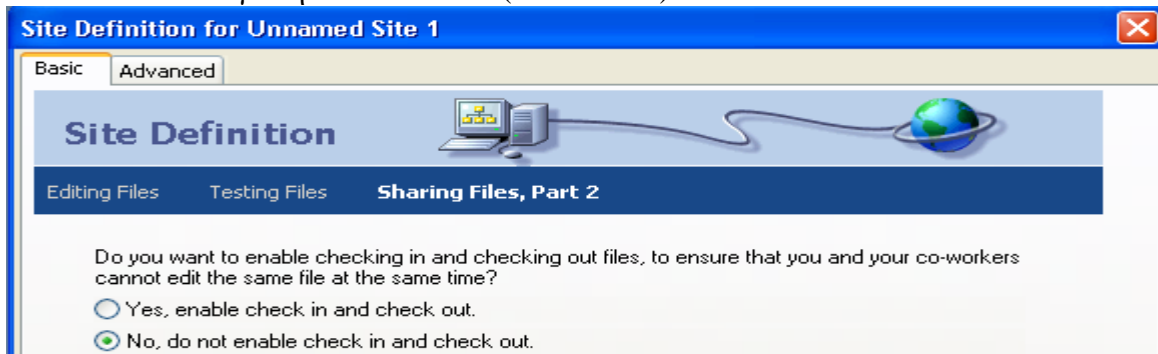 Site Definition for Unnamed Site 1
Basic Advanced
Site Definition
Editing Files Testing Files Sharing Files, Part 2
Do you want to enable checking in and checking out files, to ensure that you and your co-workers
cannot edit the same file at the same time?
Yes, enable check in and check out.
No, do not enable check in and check out.